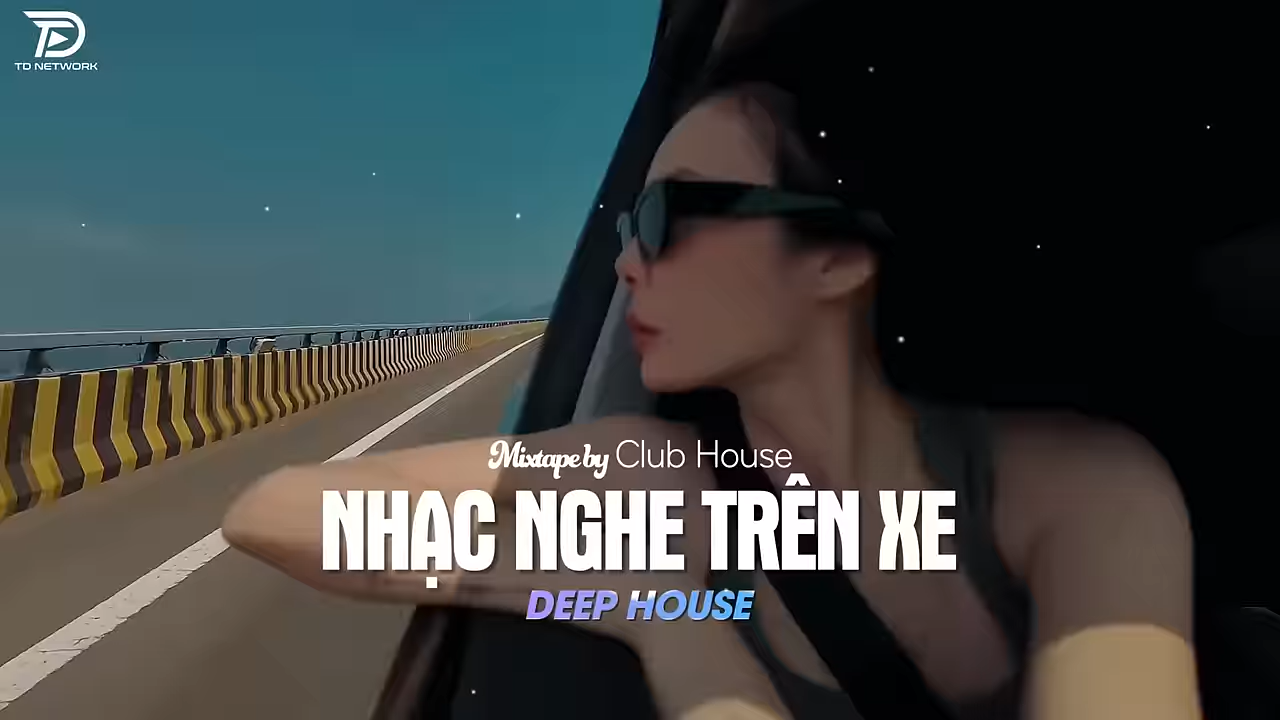 TD NETWORK
Mixtape by Club House
NHẠC NGHE TRÊN XE
DEEP HOUSE